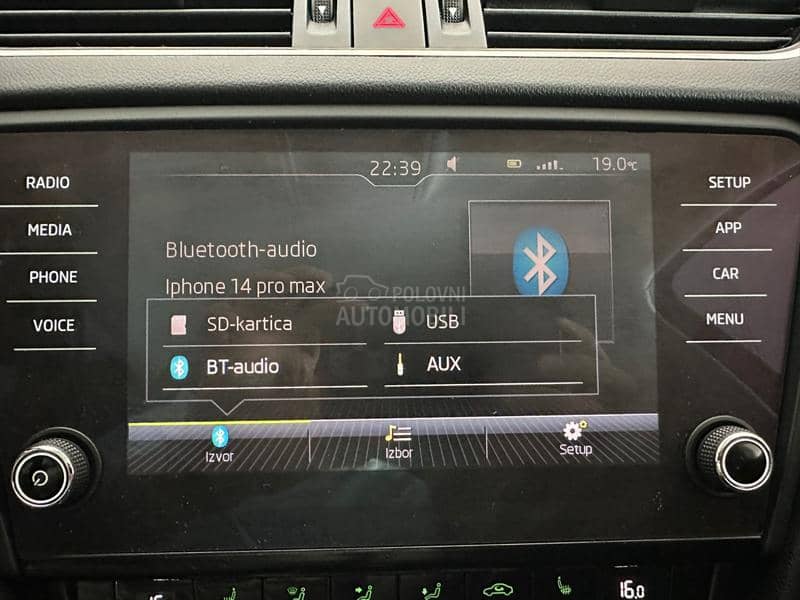 22:39
19.0°C
RADIO
MEDIA
PHONE
VOICE
SETUP
APP
CAR
MENU
Bluetooth-audio
Iphone 14 pro max
POLOVNI
AUTOMOBILI
SD-kartica
USB
BT-audio
AUX
Izvor
Izbor
Setup
16.0